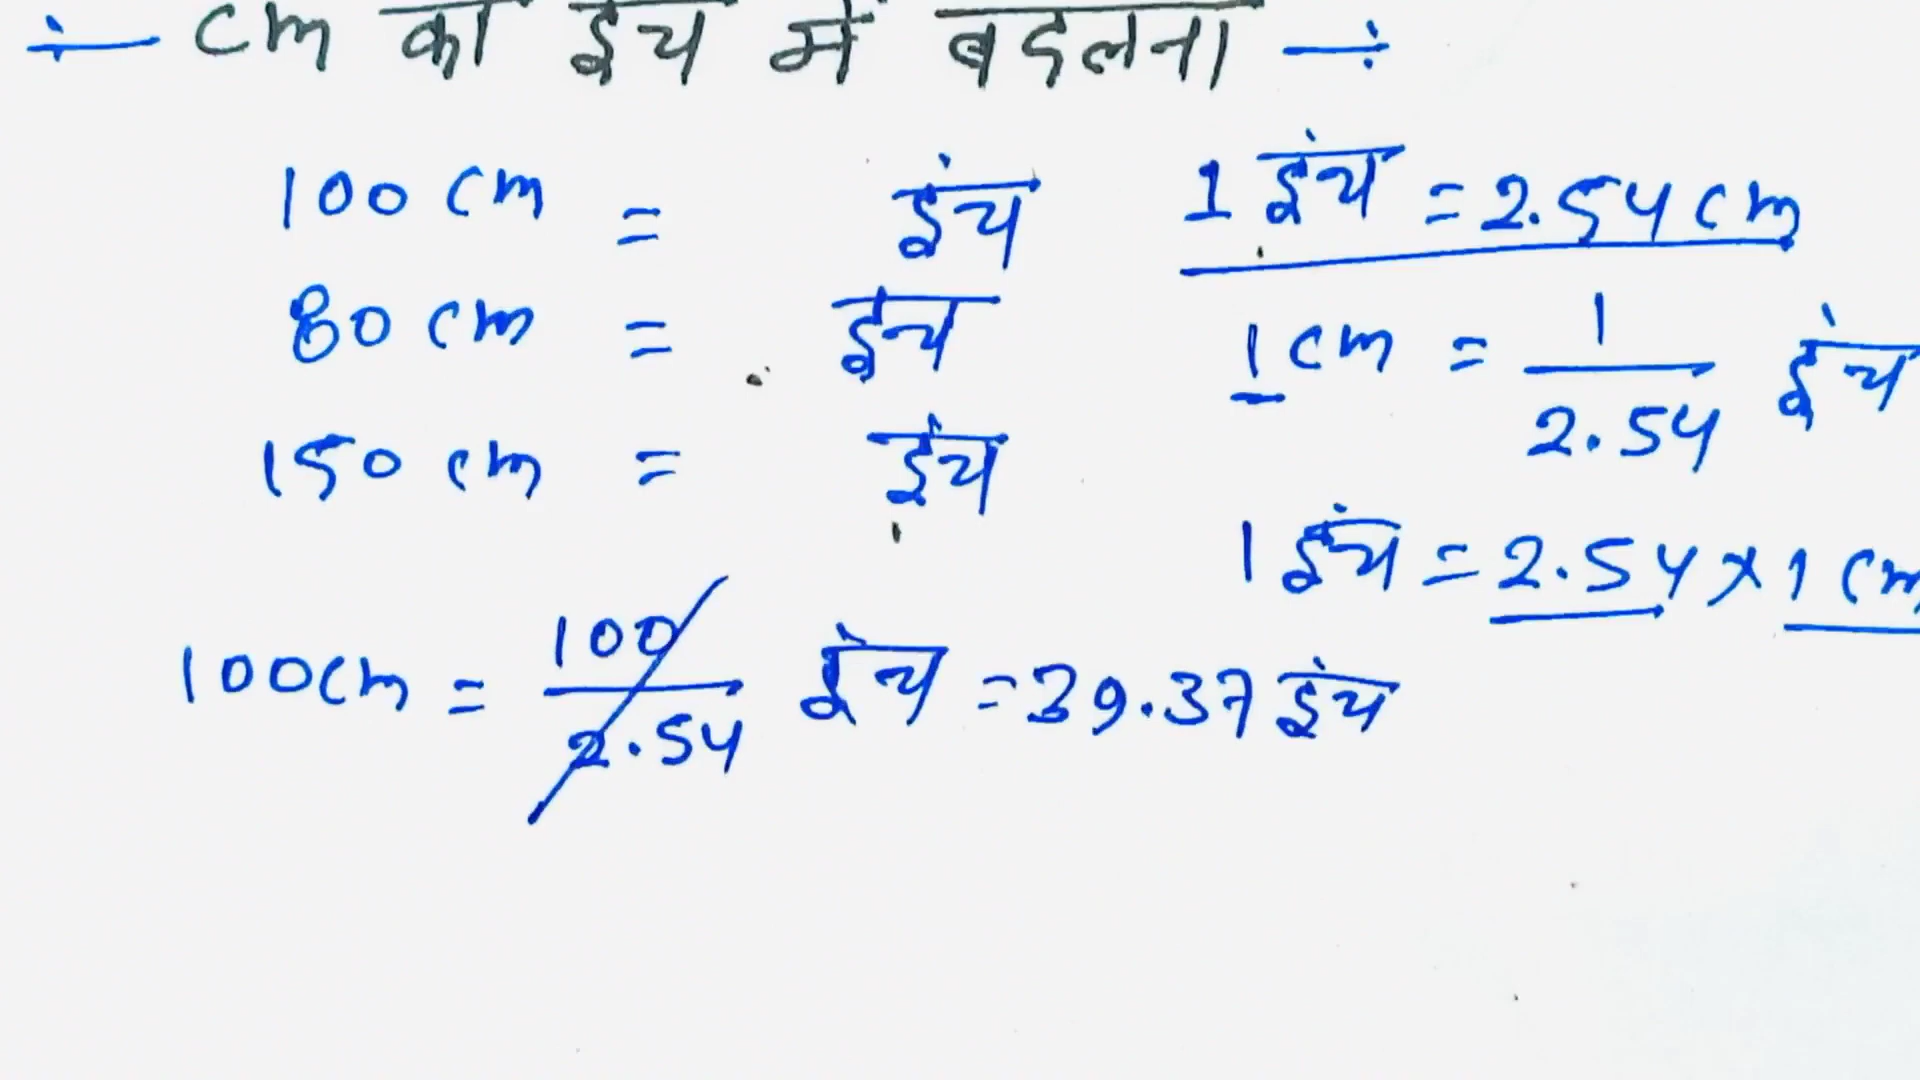 ÷ cm को इंच में बदलना ÷
100 cm = इंच
80 cm = इंच
150 cm = इंच
1 इंच = 2.54 cm
1 cm = 1/2.54 इंच
1 इंच = 2.54 × 1 cm
100cm = 100/2.54 इंच = 39.37 इंच